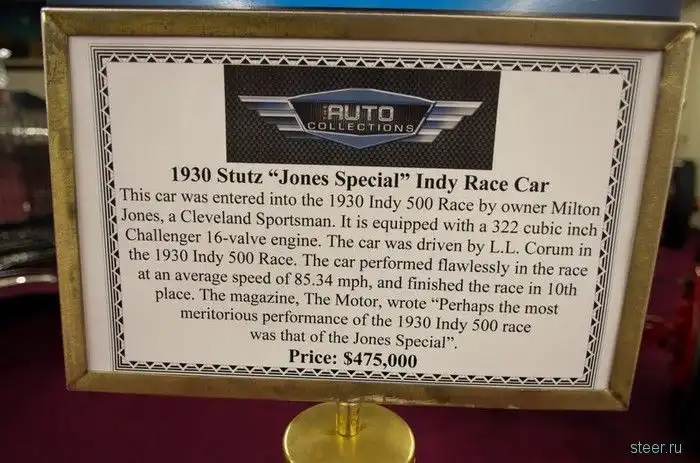 THE AUTO
COLLECTIONS
1930 Stutz “Jones Special” Indy Race Car
This car was entered into the 1930 Indy 500 Race by owner Milton
Jones, a Cleveland Sportsman. It is equipped with a 322 cubic inch
Challenger 16-valve engine. The car was driven by L.L. Corum in
the 1930 Indy 500 Race. The car performed flawlessly in the race
at an average speed of 85.34 mph, and finished the race in 10th
place. The magazine, The Motor, wrote “Perhaps the most
meritorious performance of the 1930 Indy 500 race
was that of the Jones Special”.
Price: $475,000
steer.ru